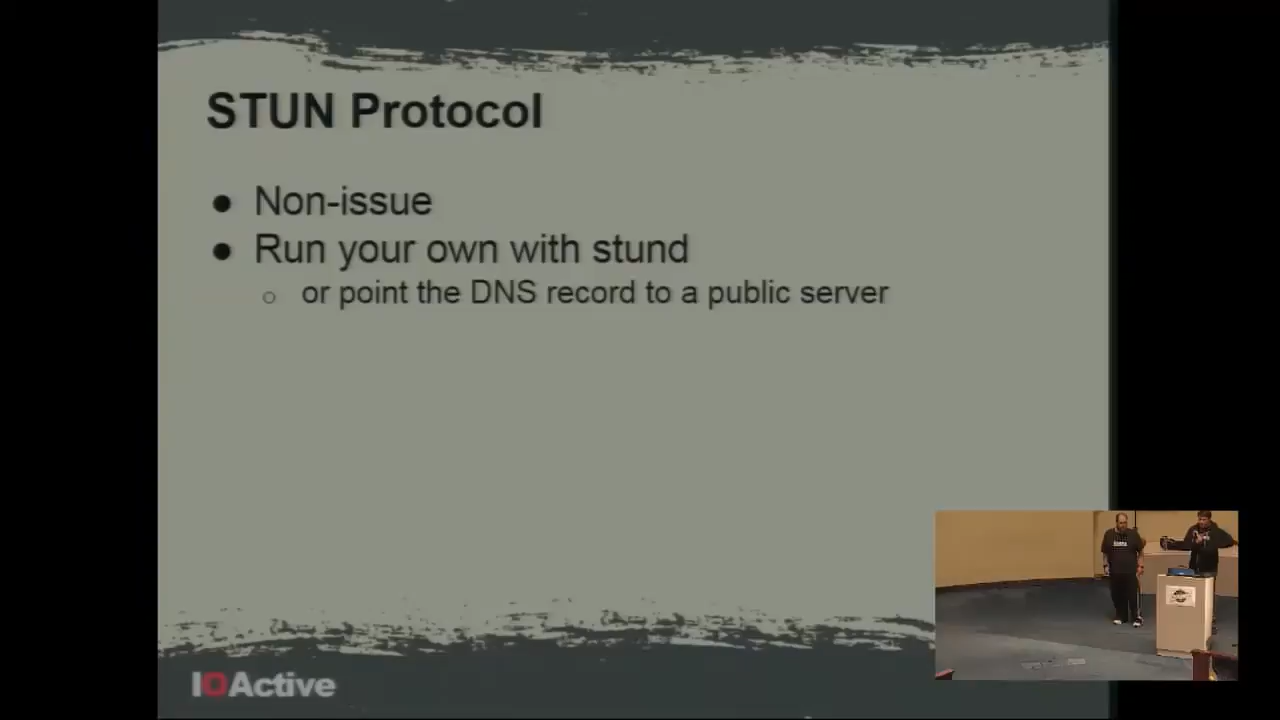 STUN Protocol
● Non-issue
● Run your own with stund
○ or point the DNS record to a public server
IOActive